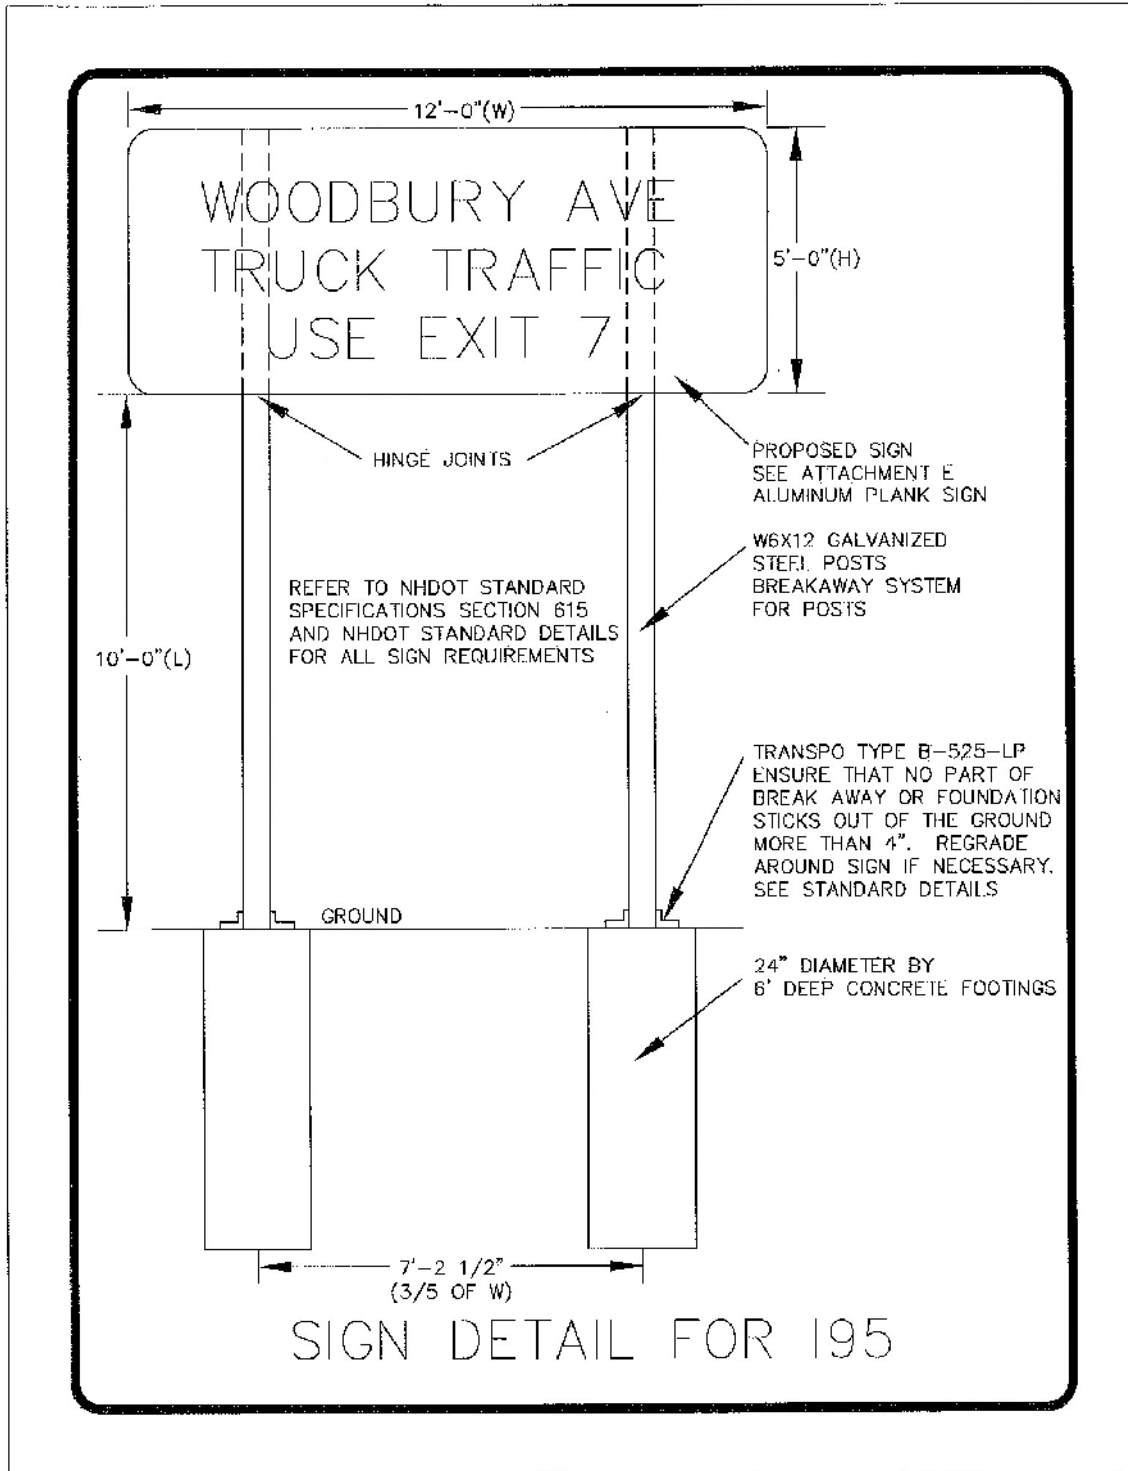 12'-0"(W)
WOODBURY AVE
TRUCK TRAFFIC
USE EXIT 7
5'-0"(H)
HINGE JOINTS
PROPOSED SIGN
SEE ATTACHMENT E
ALUMINUM PLANK SIGN
W6X12 GALVANIZED
STEEL POSTS
BREAKAWAY SYSTEM
FOR POSTS
REFER TO NHDOT STANDARD
SPECIFICATIONS SECTION 615
AND NHDOT STANDARD DETAILS
FOR ALL SIGN REQUIREMENTS
10'-0"(L)
TRANSPO TYPE B-525-LP
ENSURE THAT NO PART OF
BREAK AWAY OR FOUNDATION
STICKS OUT OF THE GROUND
MORE THAN 4". REGRADE
AROUND SIGN IF NECESSARY.
SEE STANDARD DETAILS
GROUND
24" DIAMETER BY
6' DEEP CONCRETE FOOTINGS
7'-2 1/2"
(3/5 OF W)
SIGN DETAIL FOR I95